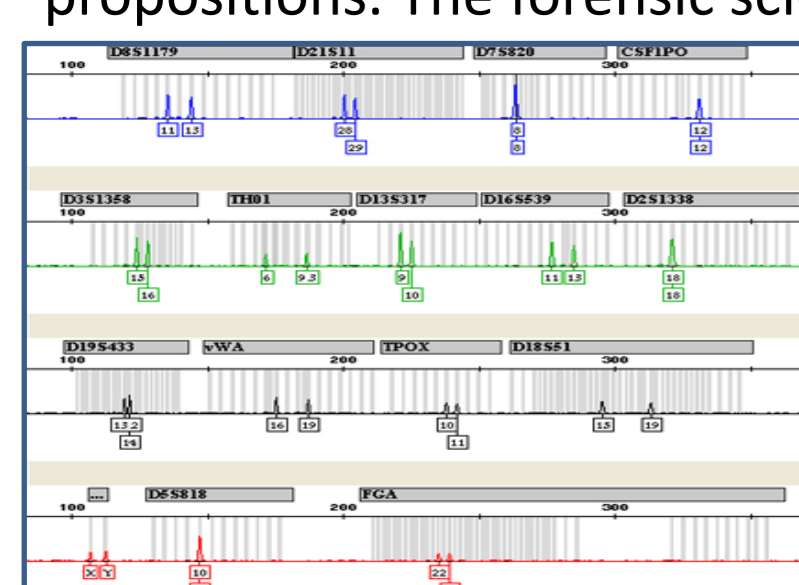 propositions. The forensic scie
D8S1179 D21S11 D7S820 CSF1PO
100 200 300
11 13 28 8 12
29 8 12
D3S1358 TH01 D13S317 D16S539 D2S1338
100 200 300
15 6 9.3 9 11 13 18
16 10 18
D19S433 vWA TPOX D18S51
100 200 300
13.2 16 19 10 15 19
14 11
... D5S818 FGA
100 200 300
X Y 10 22